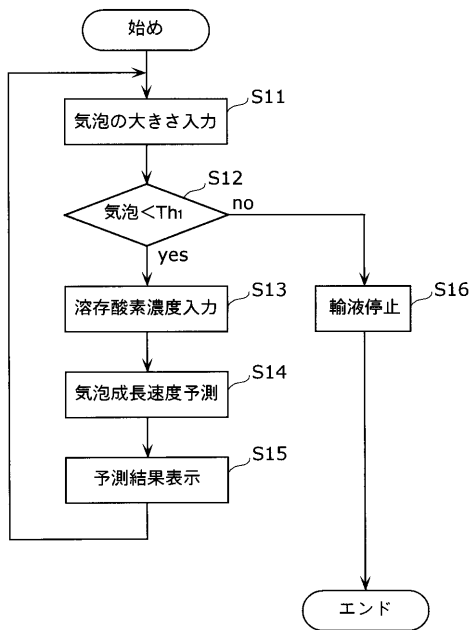 始め
S11
気泡の大きさ入力
S12
気泡<Th1
no
yes
S13
溶存酸素濃度入力
S16
輸液停止
S14
気泡成長速度予測
S15
予測結果表示
エンド